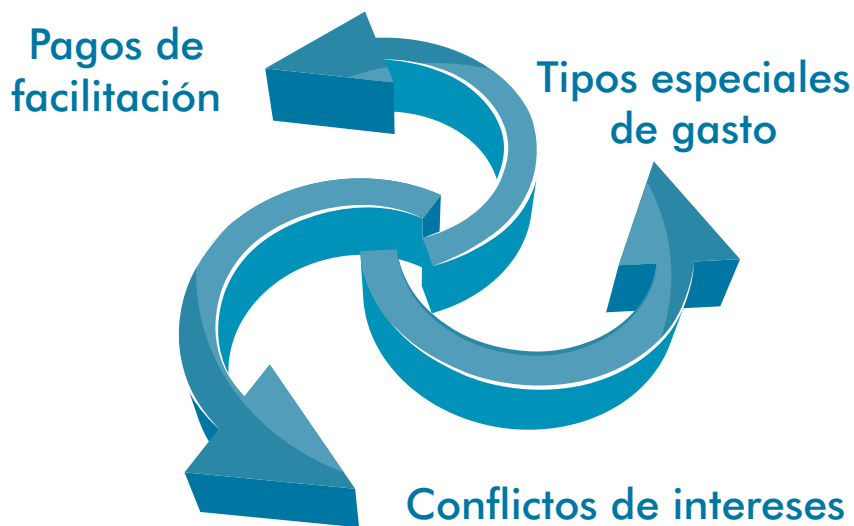 Pagos de
facilitación
Tipos especiales
de gasto
Conflictos de intereses